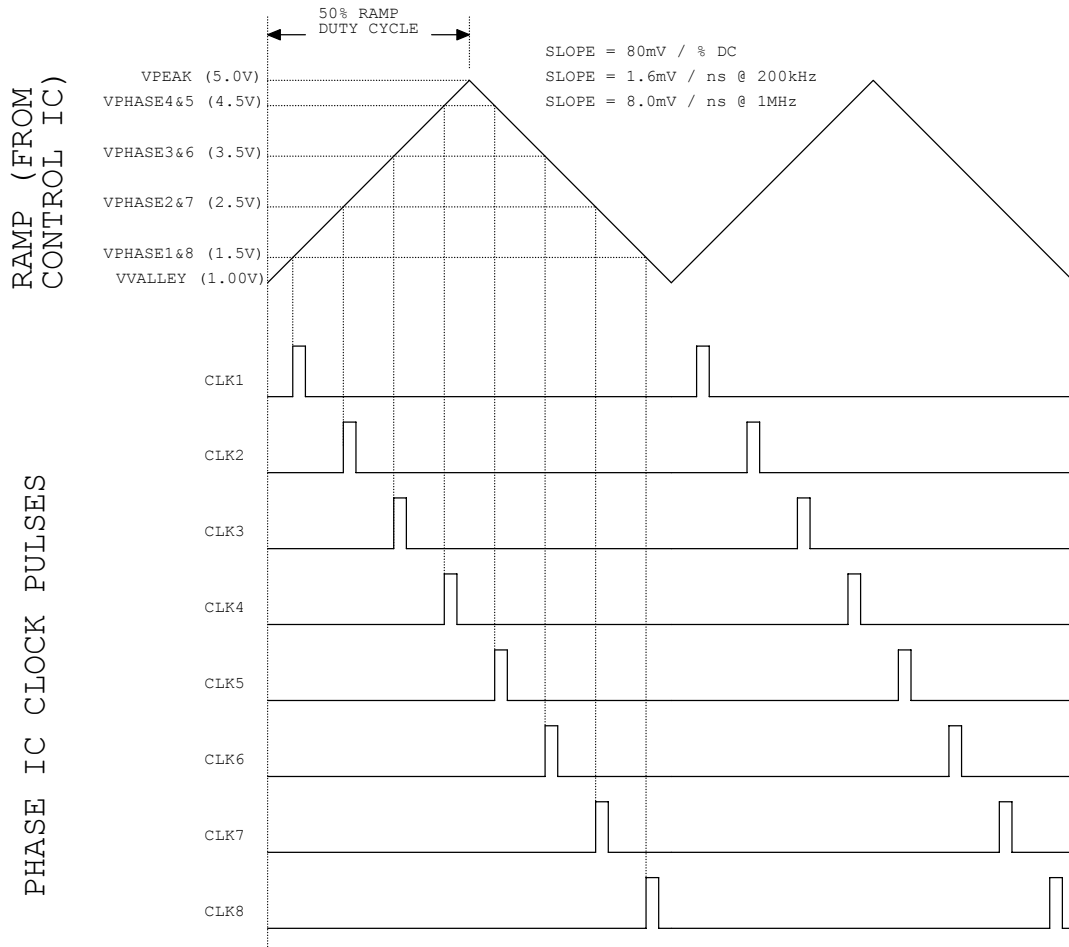 50% RAMP
DUTY CYCLE
SLOPE = 80mV / % DC
SLOPE = 1.6mV / ns @ 200kHz
SLOPE = 8.0mV / ns @ 1MHz
RAMP (FROM
CONTROL IC)
VPEAK (5.0V)
VPHASE4&5 (4.5V)
VPHASE3&6 (3.5V)
VPHASE2&7 (2.5V)
VPHASE1&8 (1.5V)
VVALLEY (1.00V)
PHASE IC CLOCK PULSES
CLK1
CLK2
CLK3
CLK4
CLK5
CLK6
CLK7
CLK8